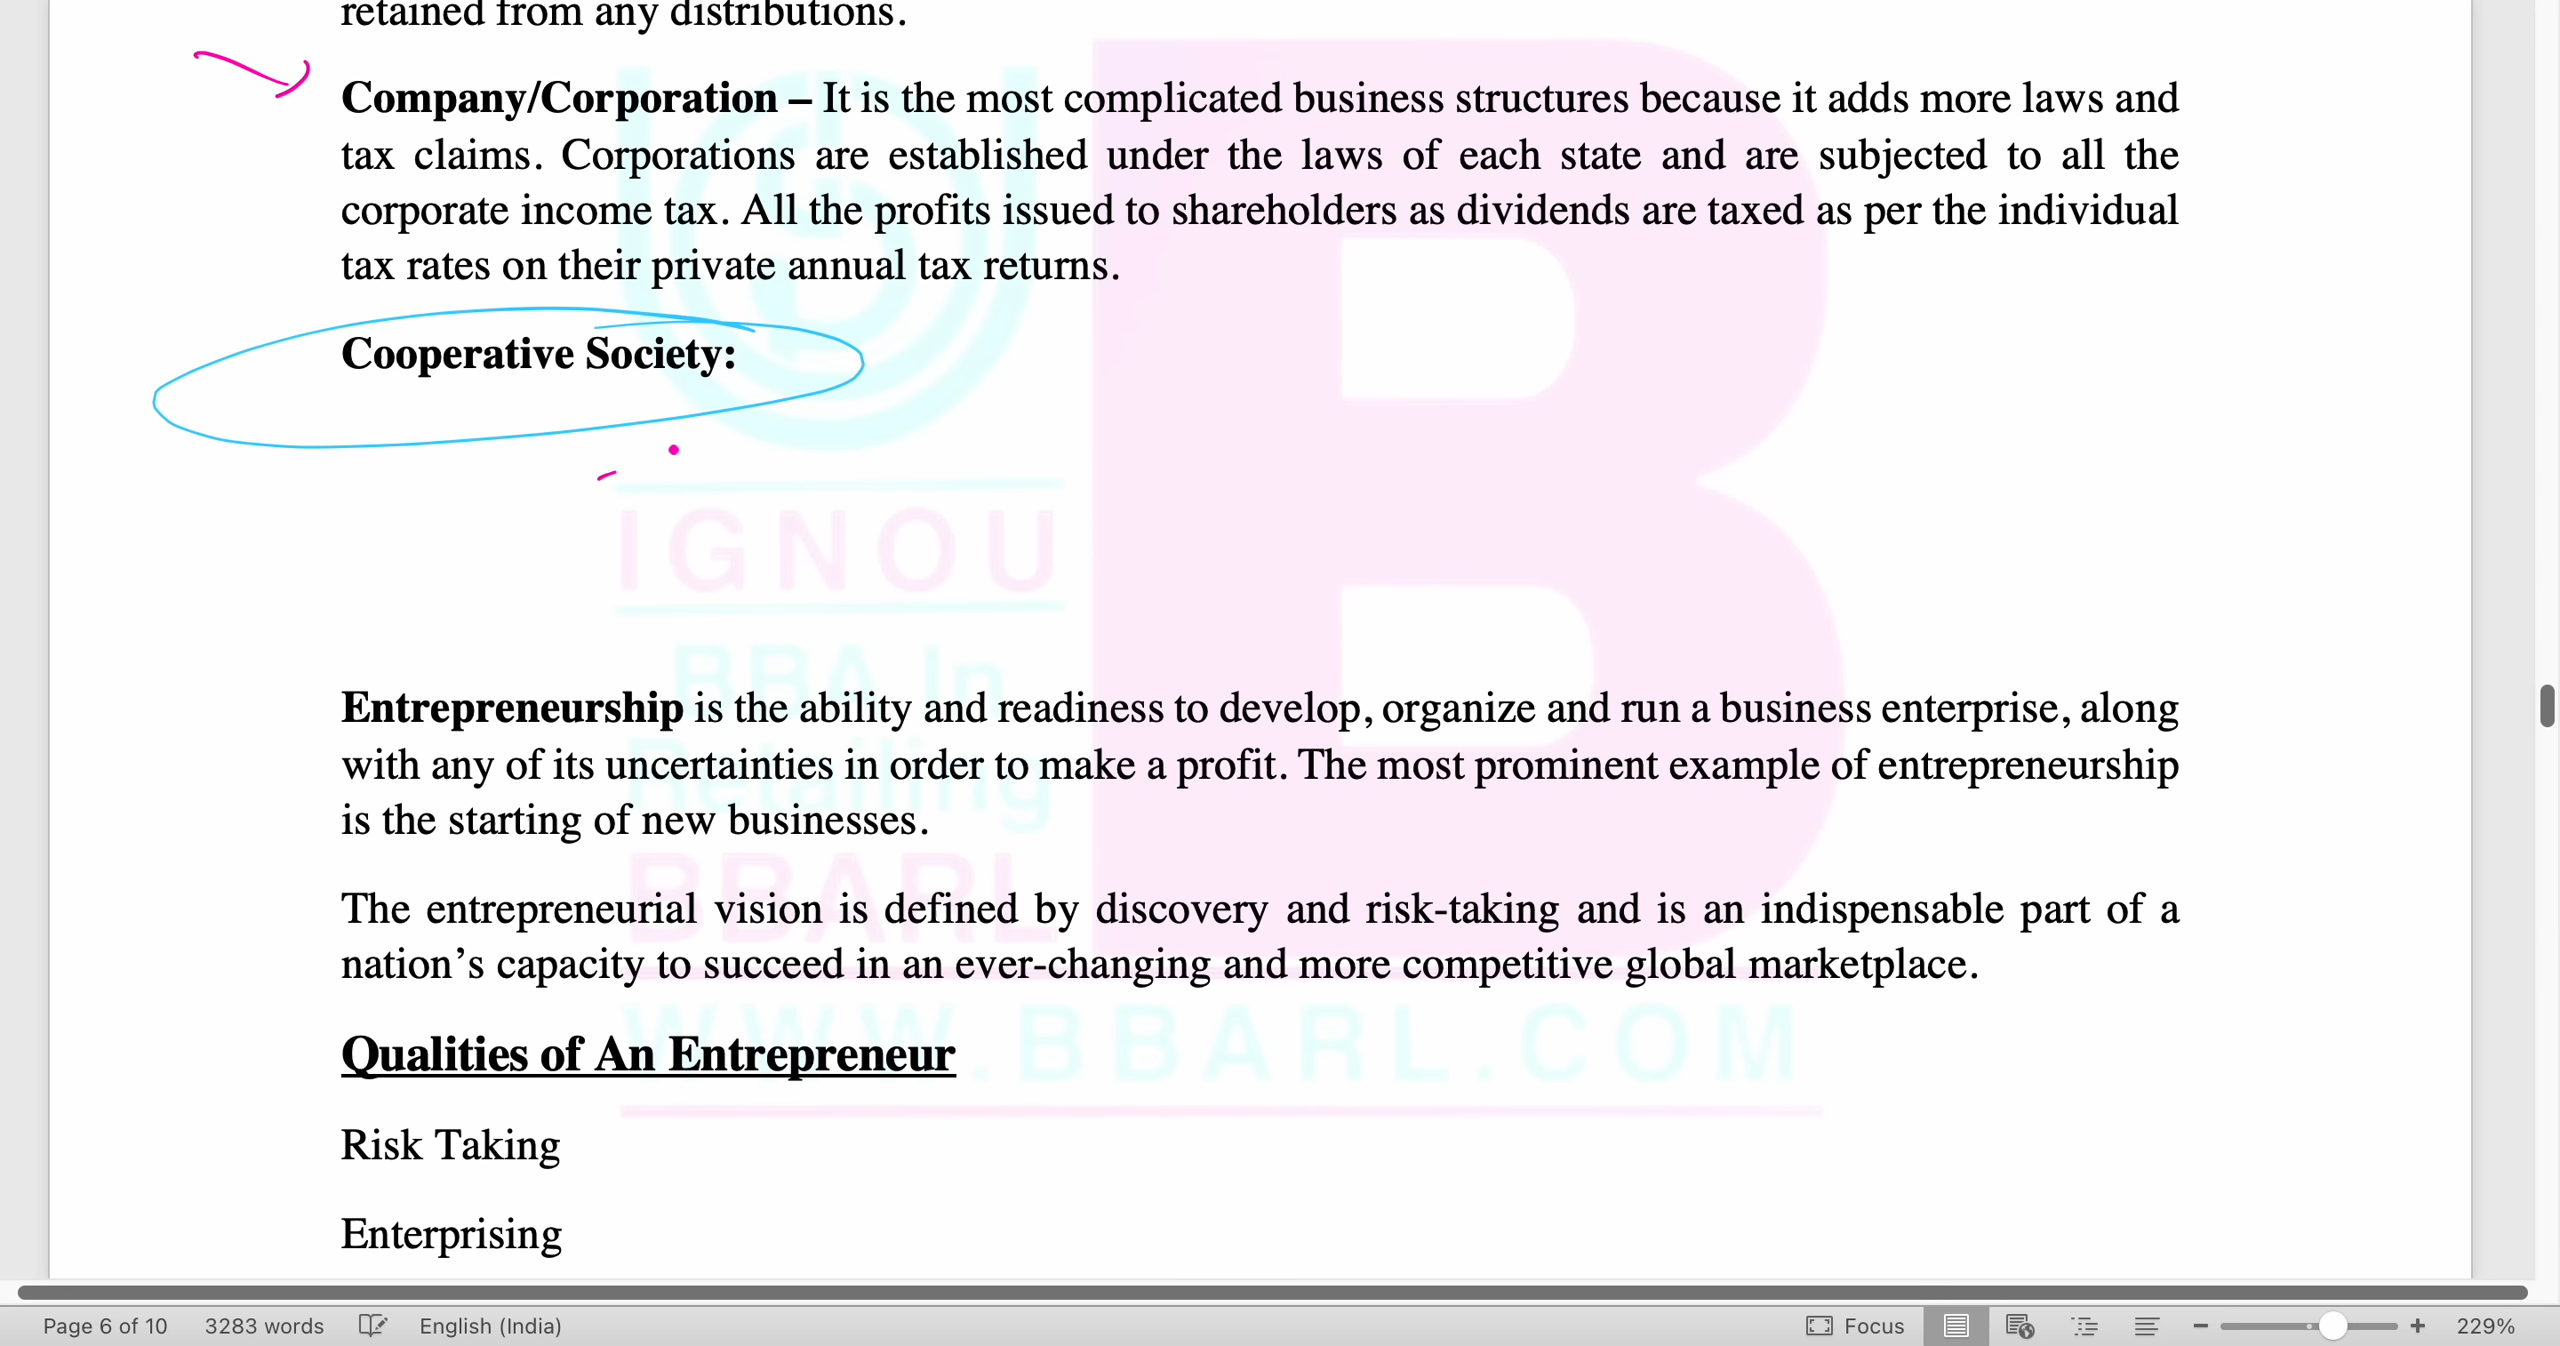 retained from any distributions.
Company/Corporation – It is the most complicated business structures because it adds more laws and
tax claims. Corporations are established under the laws of each state and are subjected to all the
corporate income tax. All the profits issued to shareholders as dividends are taxed as per the individual
tax rates on their private annual tax returns.
Cooperative Society:
IGNOU
BBA In
Entrepreneurship is the ability and readiness to develop, organize and run a business enterprise, along
with any of its uncertainties in order to make a profit. The most prominent example of entrepreneurship
Retailing
is the starting of new businesses.
BBARL
The entrepreneurial vision is defined by discovery and risk-taking and is an indispensable part of a
nation’s capacity to succeed in an ever-changing and more competitive global marketplace.
WWW.BBARL.COM
Qualities of An Entrepreneur
Risk Taking
Enterprising
Page 6 of 10 3283 words English (India) Focus 229%